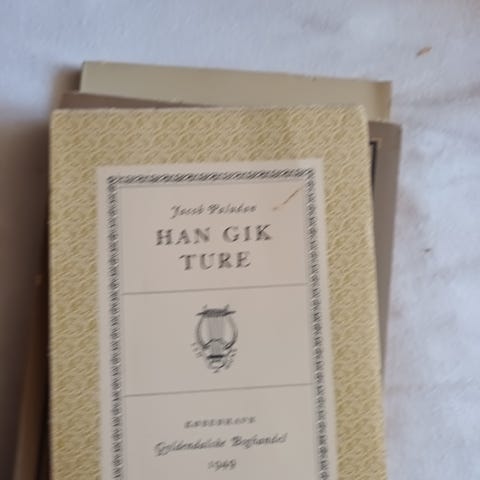 Jacob Paludan
HAN GIK
TURE
KØBENHAVN
Gyldendalske Boghandel
1949